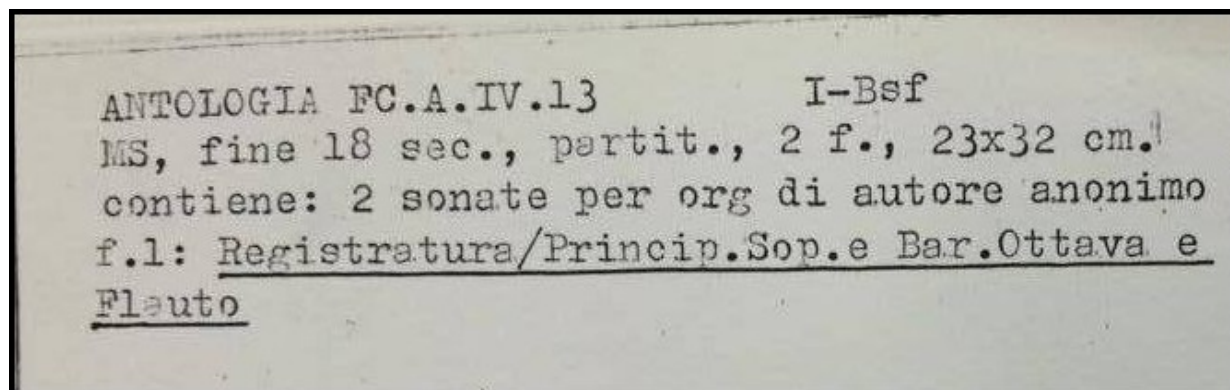 ANTOLOGIA FC.A.IV.13 I-Bsf
MS, fine 18 sec., partit., 2 f., 23x32 cm.
contiene: 2 sonate per org di autore anonimo
f.1: Registratura/Princip.Sop.e Bar.Ottava e
Flauto